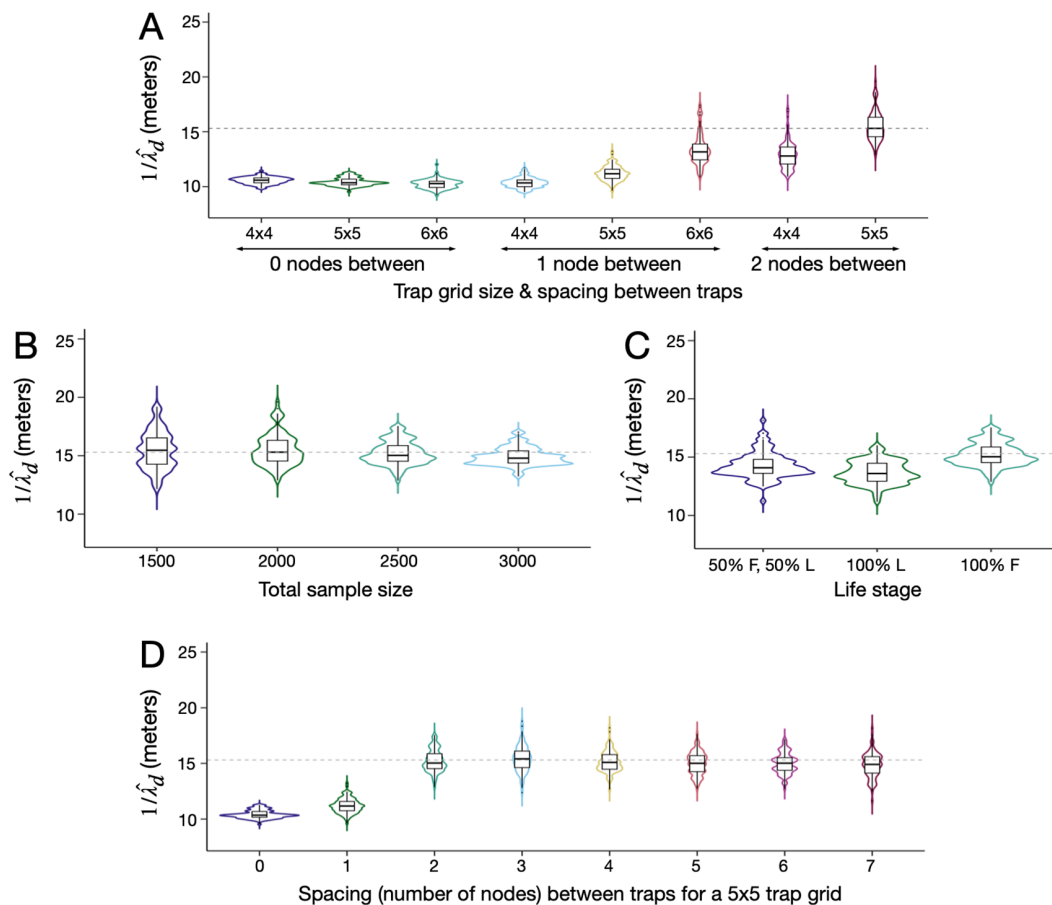 A
1/λ̂d (meters)
25
20
15
10
4x4 5x5 6x6 4x4 5x5 6x6 4x4 5x5
0 nodes between 1 node between 2 nodes between
Trap grid size & spacing between traps
B
1/λ̂d (meters)
25
20
15
10
1500 2000 2500 3000
Total sample size
C
1/λ̂d (meters)
25
20
15
10
50% F, 50% L 100% L 100% F
Life stage
D
1/λ̂d (meters)
25
20
15
10
0 1 2 3 4 5 6 7
Spacing (number of nodes) between traps for a 5x5 trap grid